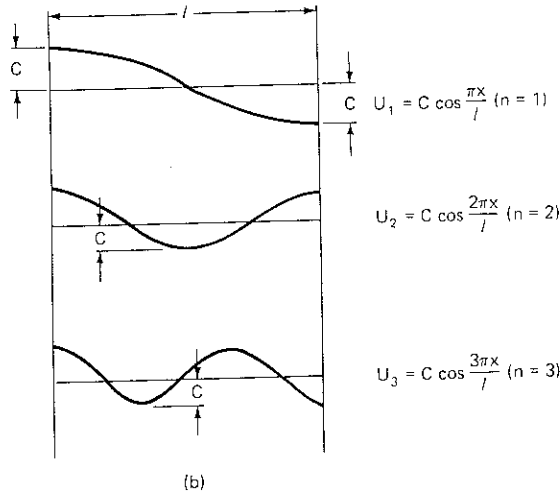 l
C
C
U₁ = C cos πx/l (n = 1)
C
U₂ = C cos 2πx/l (n = 2)
C
U₃ = C cos 3πx/l (n = 3)
(b)